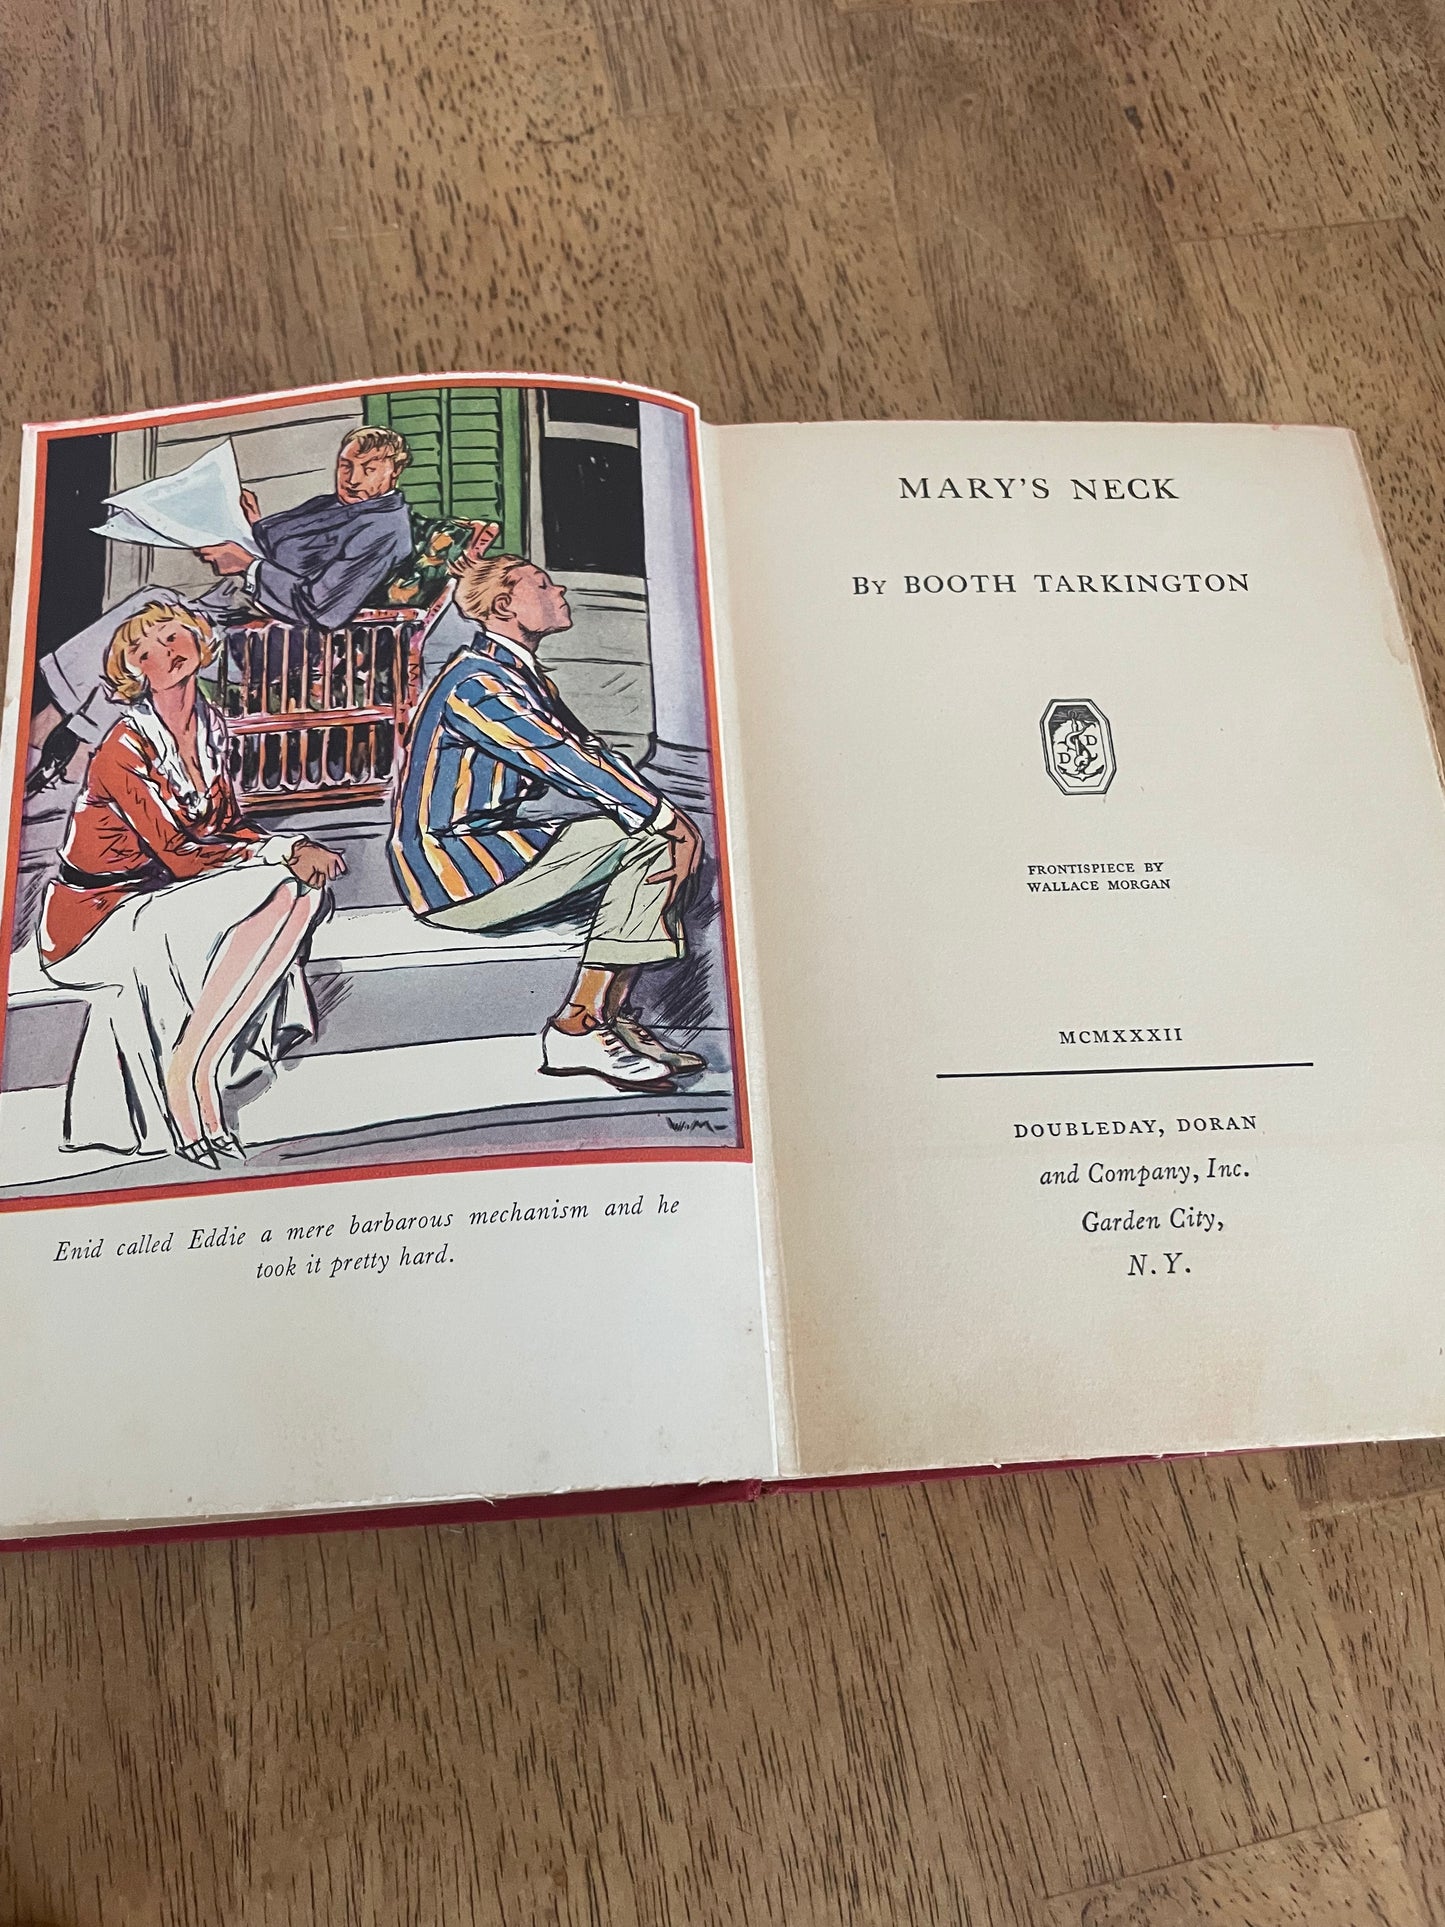 W.M-
Enid called Eddie a mere barbarous mechanism and he
took it pretty hard.
MARY'S NECK
By BOOTH TARKINGTON
D D
FRONTISPIECE BY
WALLACE MORGAN
MCMXXXII
DOUBLEDAY, DORAN
and Company, Inc.
Garden City,
N. Y.